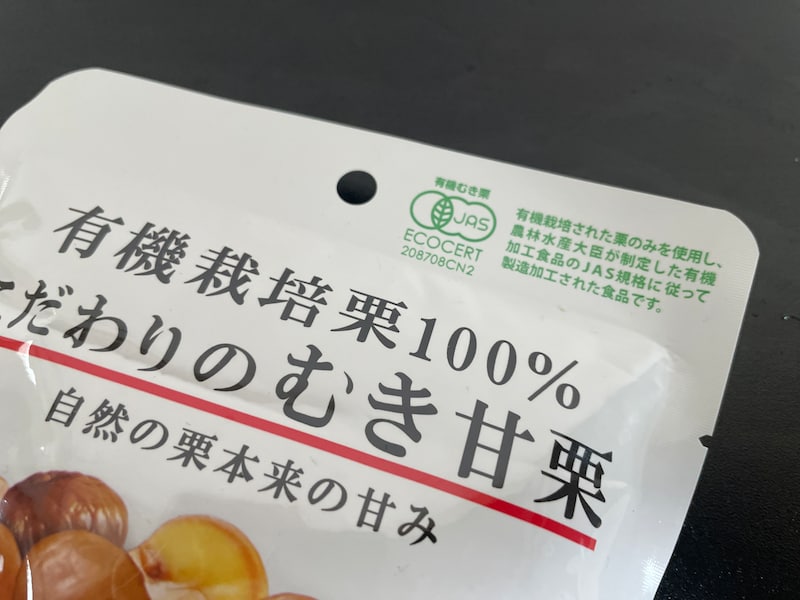 有機むき栗
JAS
ECOCERT
208708CN2
有機栽培された栗のみを使用し、
農林水産大臣が制定した有機
加工食品のJAS規格に従って
製造加工された食品です。
有機栽培栗100%
こだわりのむき甘栗
自然の栗本来の甘み